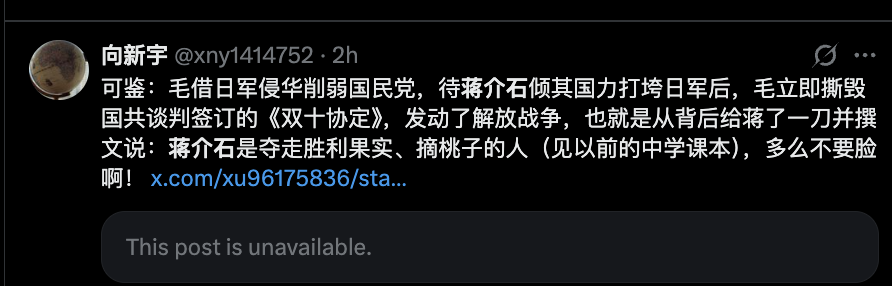 向新宇 @xny1414752 · 2h
可鉴：毛借日军侵华削弱国民党，待蒋介石倾其国力打垮日军后，毛立即撕毁
国共谈判签订的《双十协定》，发动了解放战争，也就是从背后给蒋了一刀并撰
文说：蒋介石是夺走胜利果实、摘桃子的人（见以前的中学课本），多么不要脸
啊！ x.com/xu96175836/sta...
This post is unavailable.